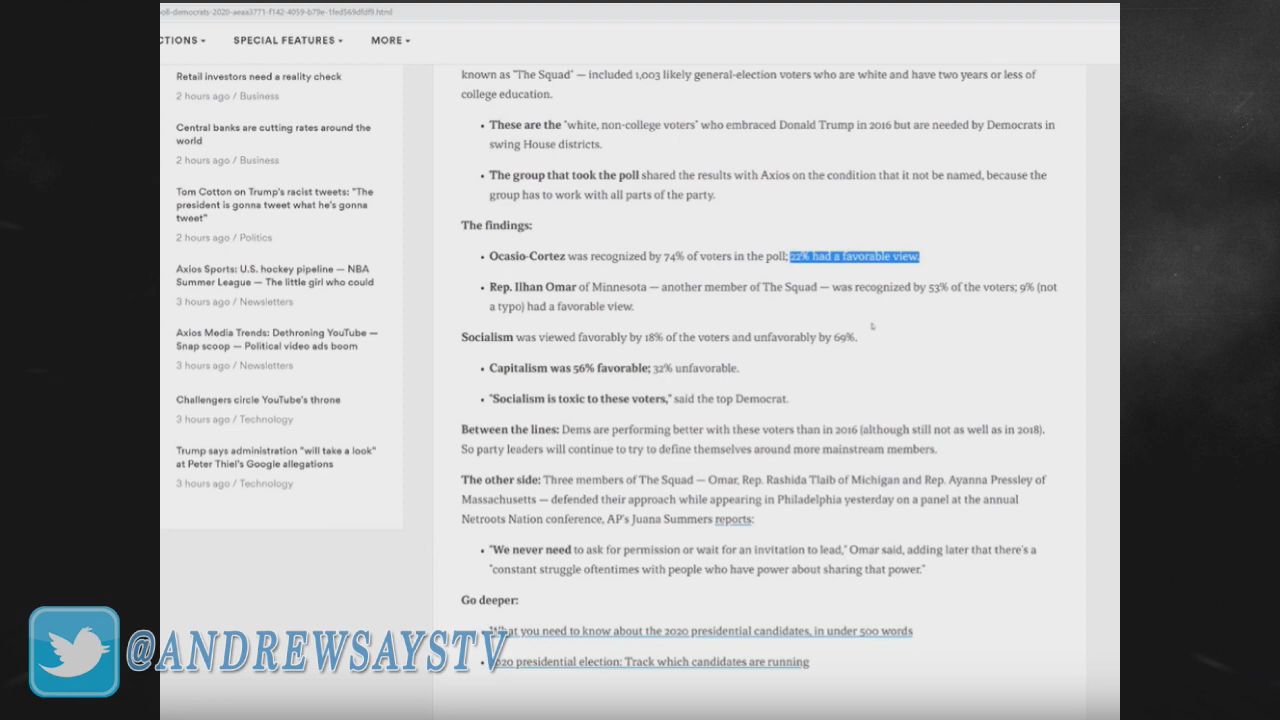 CTIONS
SPECIAL FEATURES
MORE
Retail investors need a reality check
2 hours ago / Business
Central banks are cutting rates around the
world
2 hours ago / Business
Tom Cotton on Trump's racist tweets: "The
president is gonna tweet what he's gonna
tweet"
2 hours ago / Politics
Axios Sports: U.S. hockey pipeline — NBA
Summer League — The little girl who could
3 hours ago / Newsletters
Axios Media Trends: Dethroning YouTube —
Snap scoop — Political video ads boom
3 hours ago / Newsletters
Challengers circle YouTube's throne
3 hours ago / Technology
Trump says administration "will take a look"
at Peter Thiel's Google allegations
3 hours ago / Technology
known as "The Squad" — included 1,003 likely general-election voters who are white and have two years or less of
college education.
• These are the "white, non-college voters" who embraced Donald Trump in 2016 but are needed by Democrats in
swing House districts.
• The group that took the poll shared the results with Axios on the condition that it not be named, because the
group has to work with all parts of the party.
The findings:
• Ocasio-Cortez was recognized by 74% of voters in the poll; 22% had a favorable view.
• Rep. Ilhan Omar of Minnesota — another member of The Squad — was recognized by 53% of the voters; 9% (not
a typo) had a favorable view.
Socialism was viewed favorably by 18% of the voters and unfavorably by 69%.
• Capitalism was 56% favorable; 32% unfavorable.
• "Socialism is toxic to these voters," said the top Democrat.
Between the lines: Dems are performing better with these voters than in 2016 (although still not as well as in 2018).
So party leaders will continue to try to define themselves around more mainstream members.
The other side: Three members of The Squad — Omar, Rep. Rashida Tlaib of Michigan and Rep. Ayanna Pressley of
Massachusetts — defended their approach while appearing in Philadelphia yesterday on a panel at the annual
Netroots Nation conference, AP's Juana Summers reports:
• "We never need to ask for permission or wait for an invitation to lead," Omar said, adding later that there's a
"constant struggle oftentimes with people who have power about sharing that power."
Go deeper:
What you need to know about the 2020 presidential candidates, in under 500 words
• 2020 presidential election: Track which candidates are running
@ANDREWSAYSTV